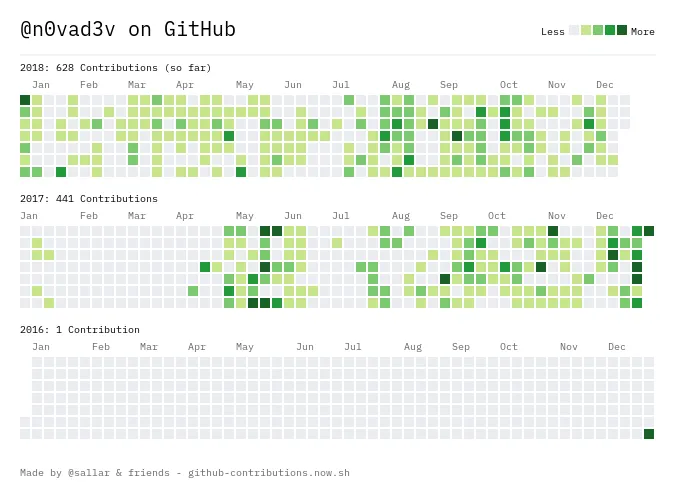 @n0vad3v on GitHub
Less More
2018: 628 Contributions (so far)
Jan Feb Mar Apr May Jun Jul Aug Sep Oct Nov Dec
2017: 441 Contributions
Jan Feb Mar Apr May Jun Jul Aug Sep Oct Nov Dec
2016: 1 Contribution
Jan Feb Mar Apr May Jun Jul Aug Sep Oct Nov Dec
Made by @sallar & friends - github-contributions.now.sh